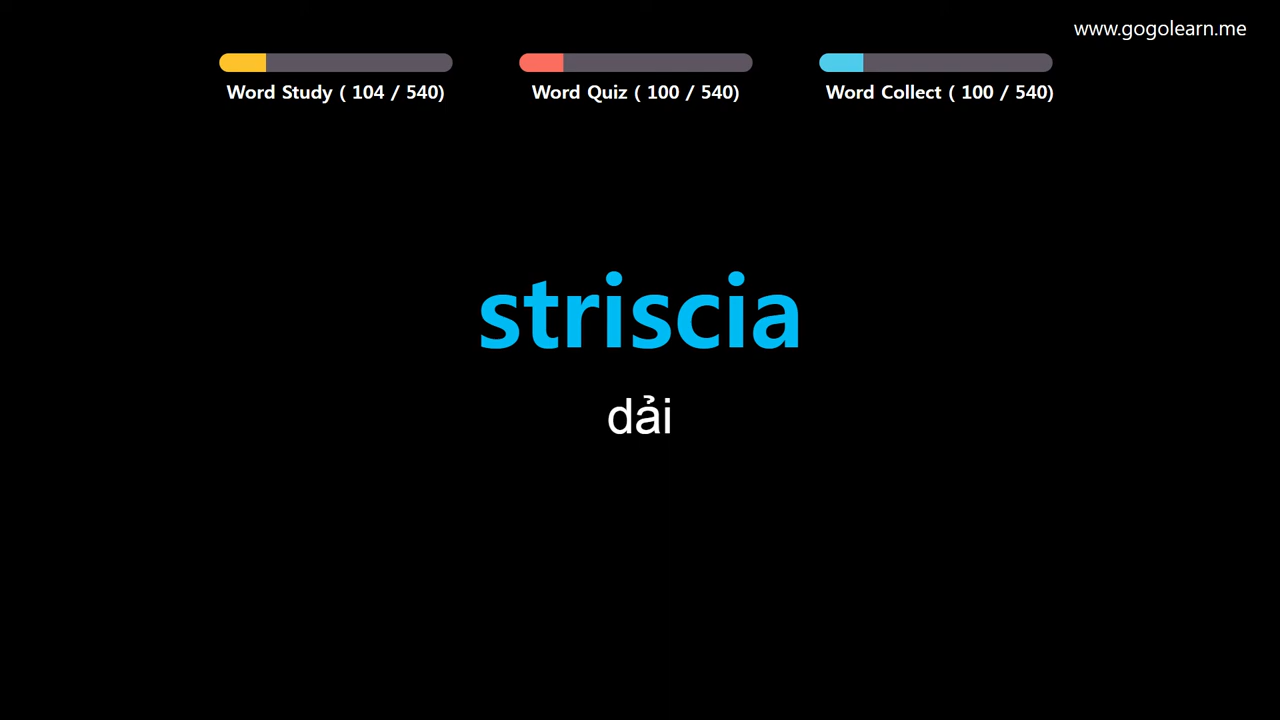 www.gogolearn.me
Word Study ( 104 / 540)
Word Quiz ( 100 / 540)
Word Collect ( 100 / 540)
striscia
dải